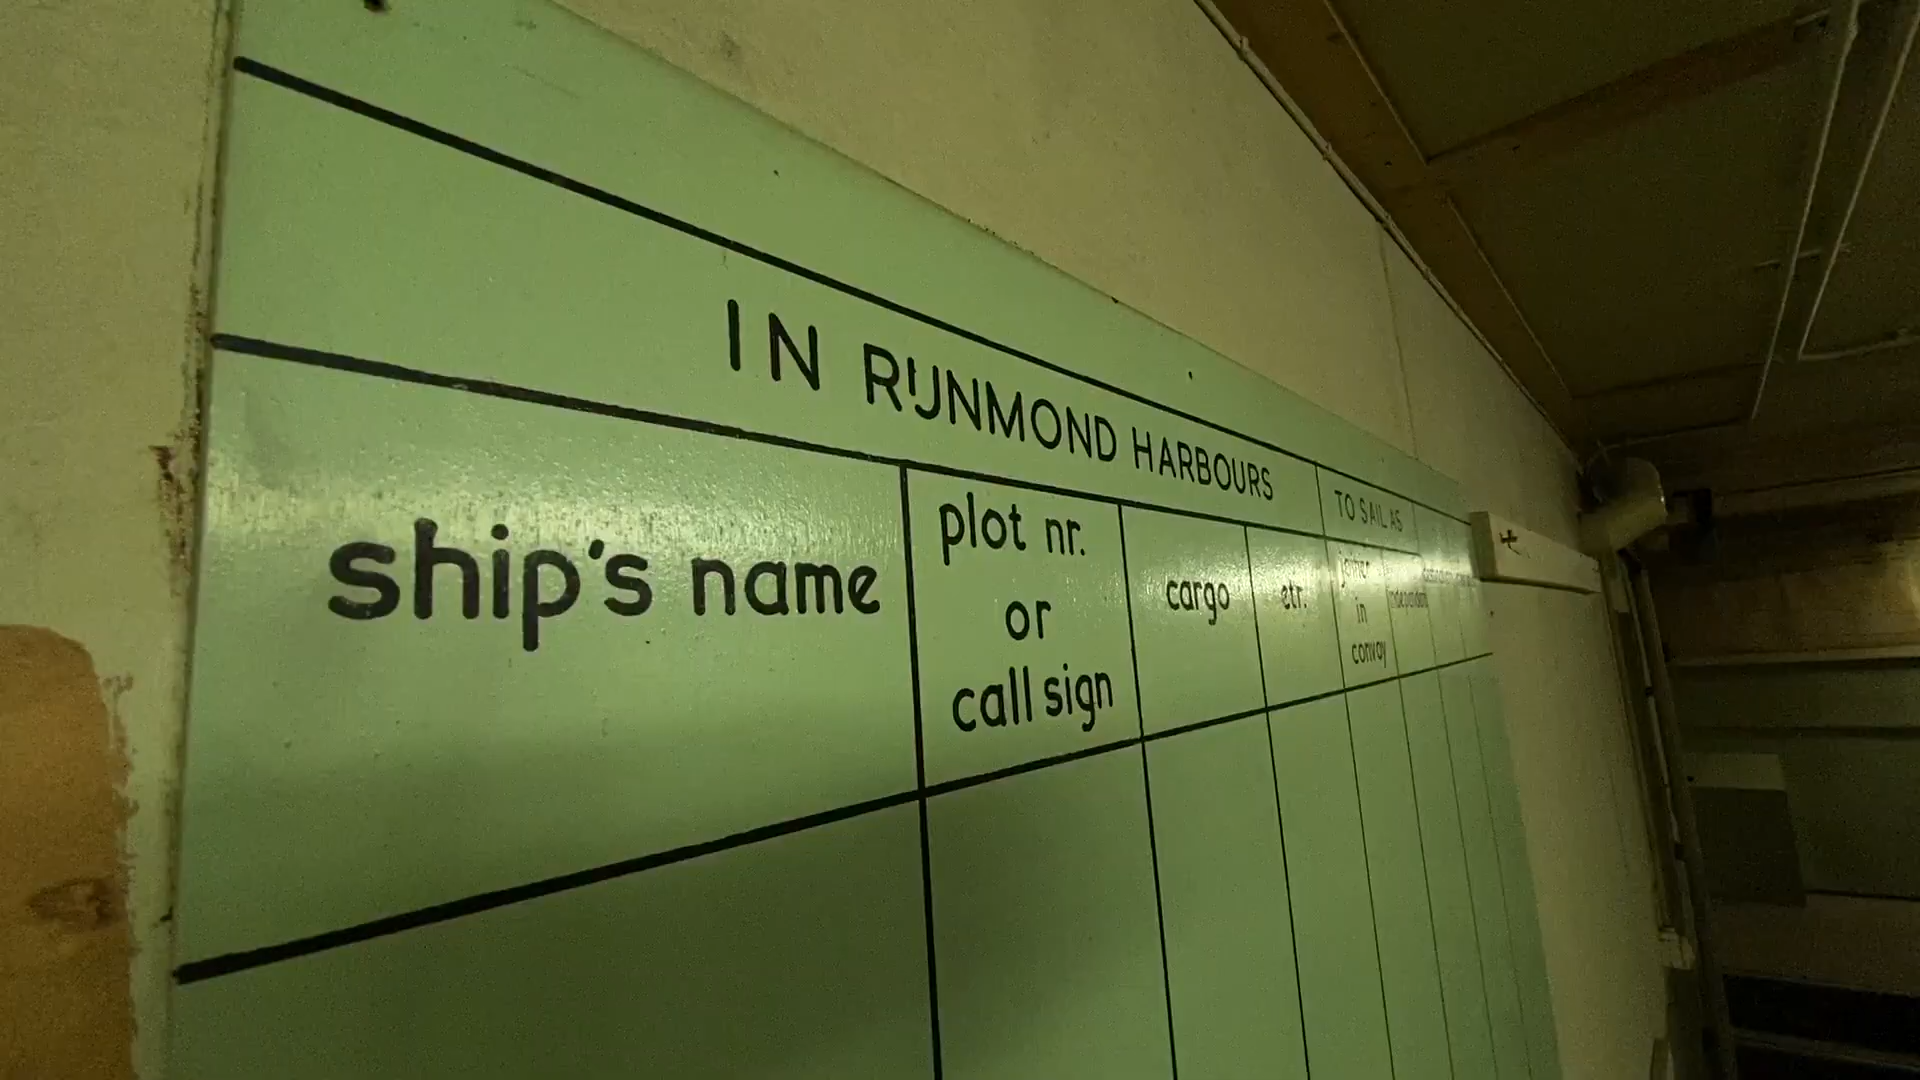 IN RIJNMOND HARBOURS
TO SAIL AS
ship's name
plot nr.
or
call sign
cargo
etr.
joiner
in
convoy
independent